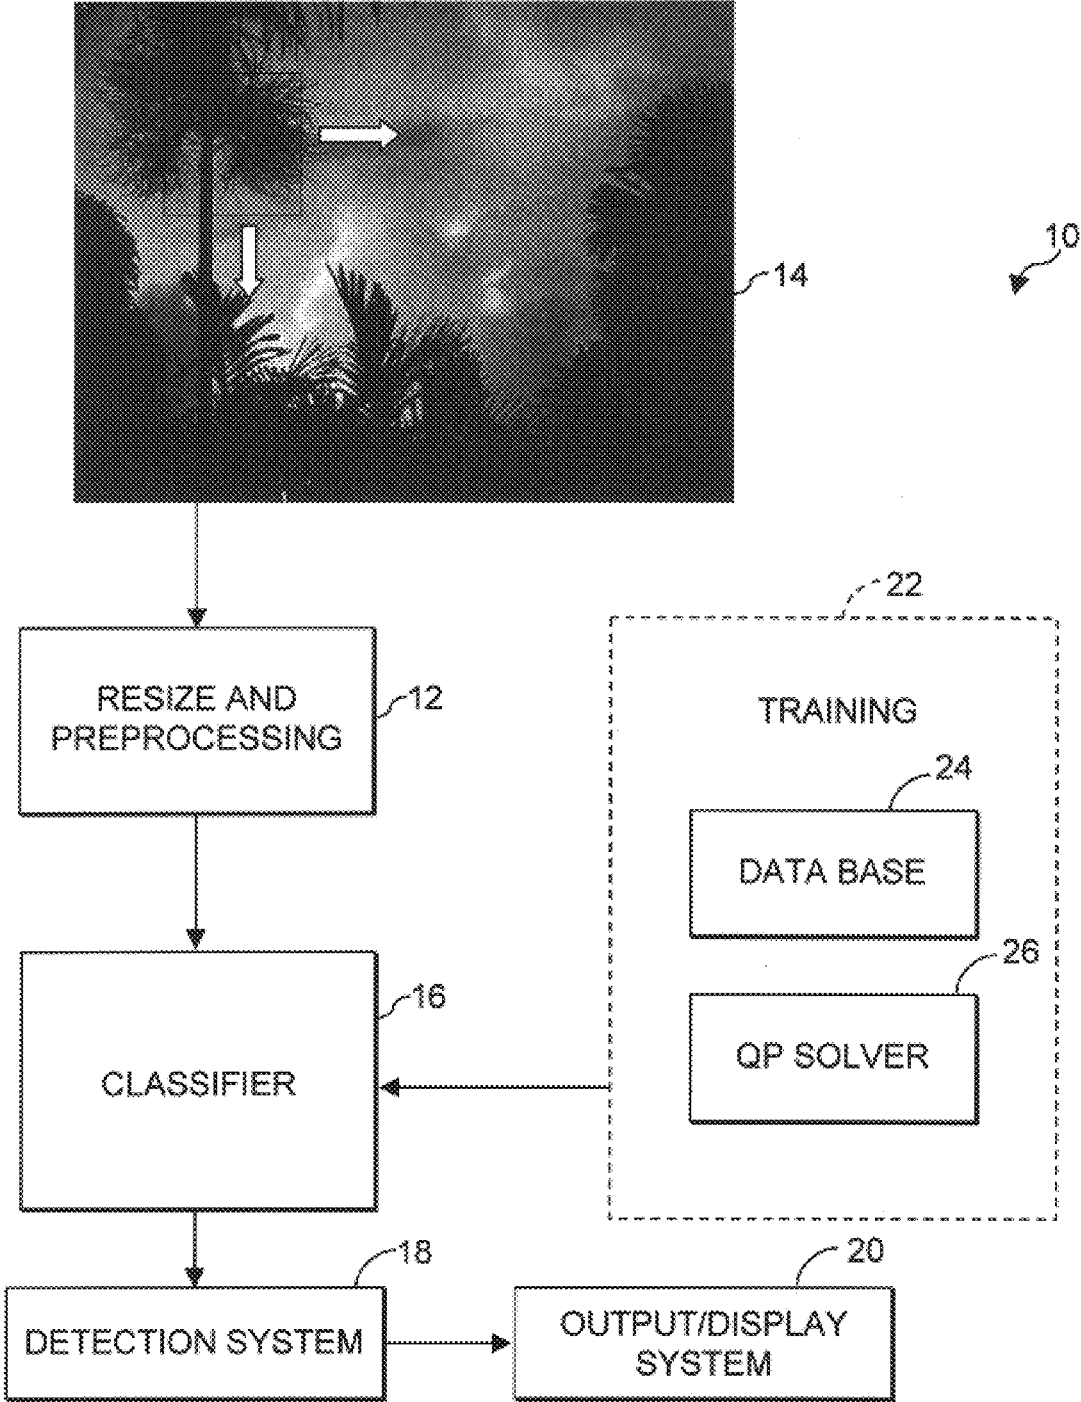 10
14
22
RESIZE AND
PREPROCESSING
12
TRAINING
24
DATA BASE
26
QP SOLVER
16
CLASSIFIER
18
DETECTION SYSTEM
20
OUTPUT/DISPLAY
SYSTEM